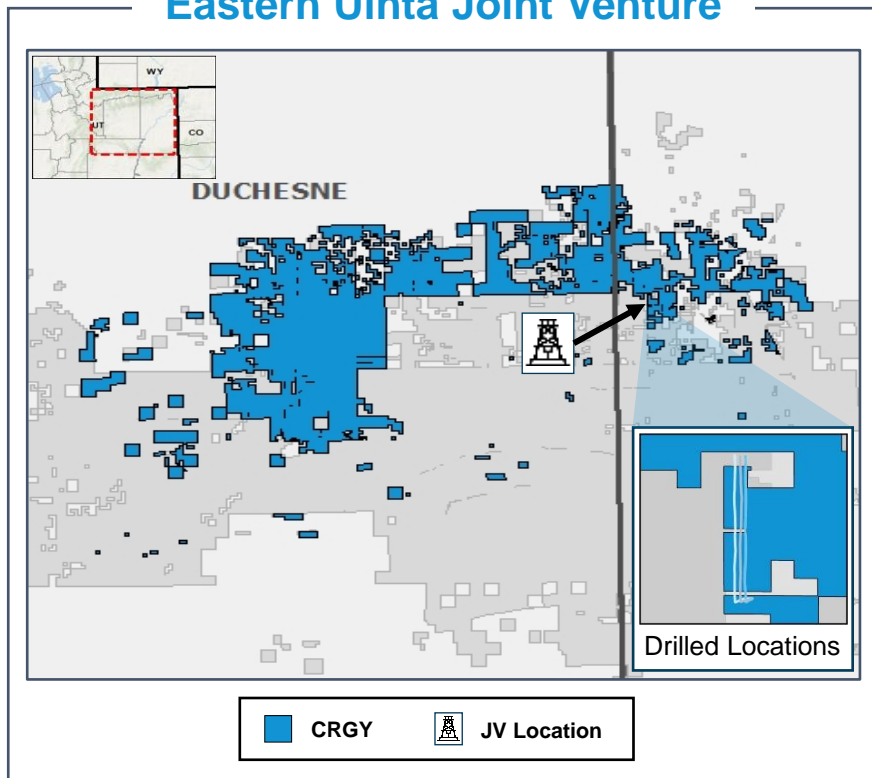 Eastern Uinta Joint Venture
WY
UT
CO
DUCHESNE
Drilled Locations
CRGY
JV Location